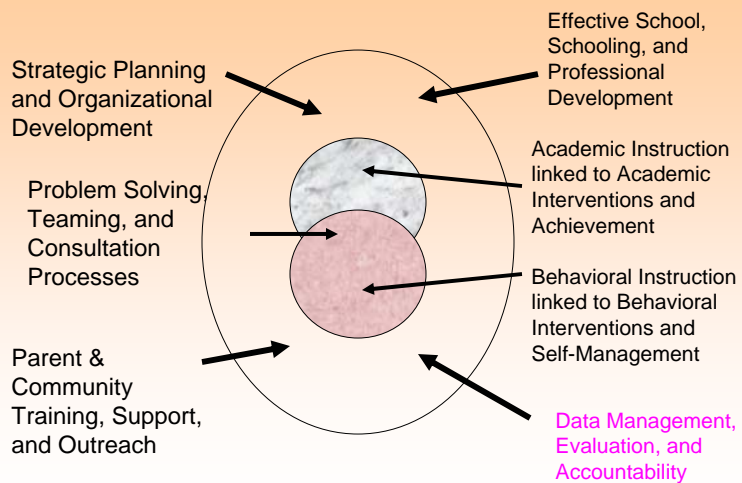 Strategic Planning
and Organizational
Development
Effective School,
Schooling, and
Professional
Development
Problem Solving,
Teaming, and
Consultation
Processes
Academic Instruction
linked to Academic
Interventions and
Achievement
Behavioral Instruction
linked to Behavioral
Interventions and
Self-Management
Parent &
Community
Training, Support,
and Outreach
Data Management,
Evaluation, and
Accountability